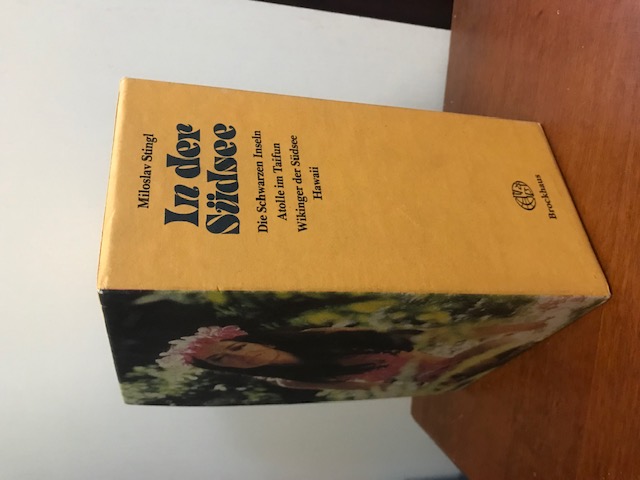 Miloslav Stingl
In der
Südsee
Die Schwarzen Inseln
Atolle im Taifun
Wikinger der Südsee
Hawaii
Brockhaus